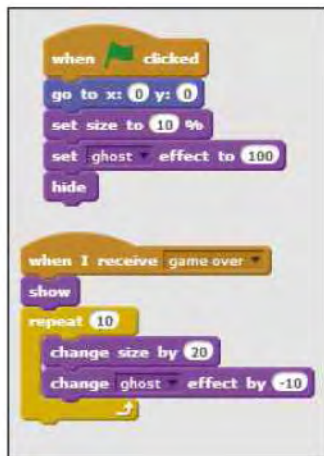 when clicked
go to x: 0 y: 0
set size to 10 %
set ghost effect to 100
hide
when I receive game over
show
repeat 10
change size by 20
change ghost effect by -10